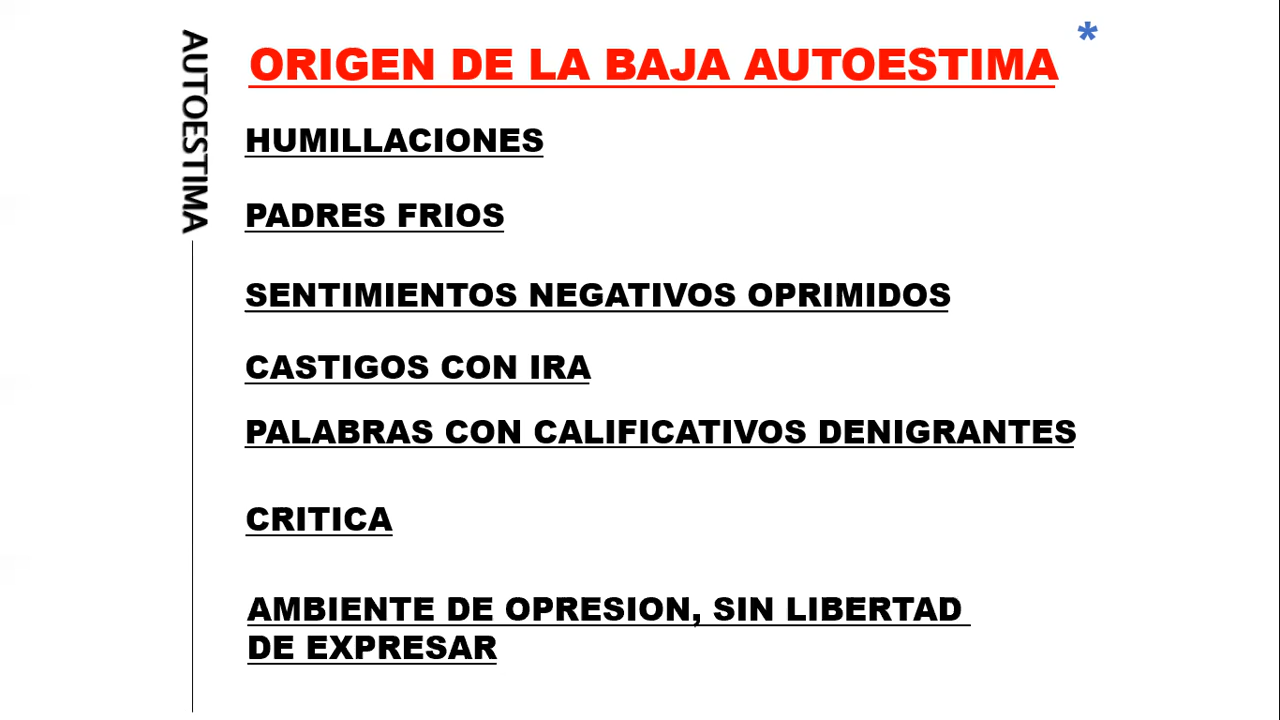 AUTOESTIMA
ORIGEN DE LA BAJA AUTOESTIMA
*
HUMILLACIONES
PADRES FRIOS
SENTIMIENTOS NEGATIVOS OPRIMIDOS
CASTIGOS CON IRA
PALABRAS CON CALIFICATIVOS DENIGRANTES
CRITICA
AMBIENTE DE OPRESION, SIN LIBERTAD
DE EXPRESAR